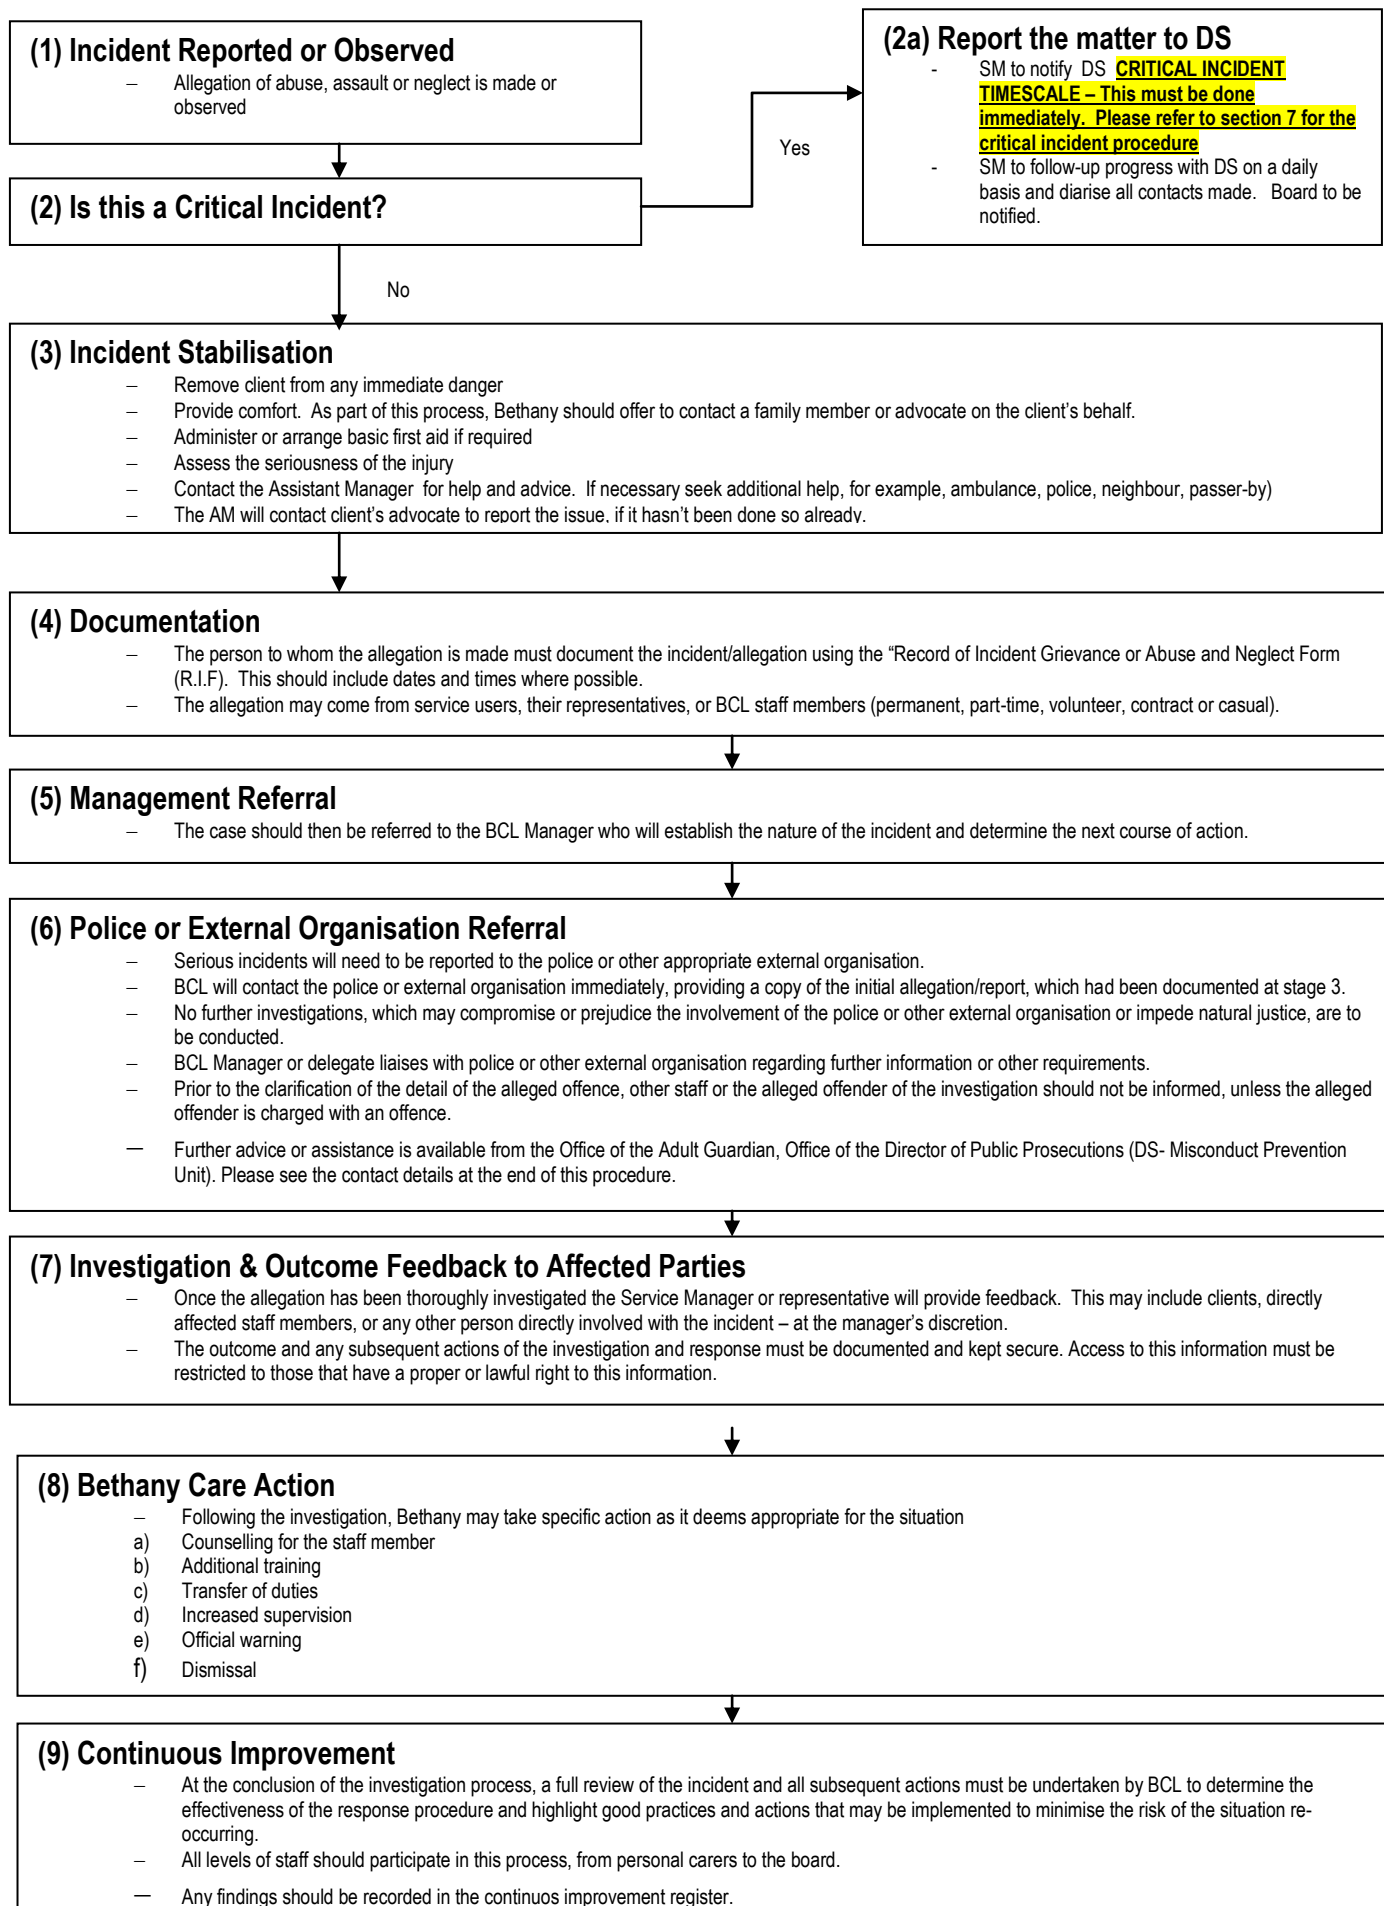 (1) Incident Reported or Observed
– Allegation of abuse, assault or neglect is made or
observed
(2a) Report the matter to DS
- SM to notify DS CRITICAL INCIDENT
TIMESCALE – This must be done
immediately. Please refer to section 7 for the
critical incident procedure
- SM to follow-up progress with DS on a daily
basis and diarise all contacts made. Board to be
notified.
Yes
(2) Is this a Critical Incident?
No
(3) Incident Stabilisation
– Remove client from any immediate danger
– Provide comfort. As part of this process, Bethany should offer to contact a family member or advocate on the client's behalf.
– Administer or arrange basic first aid if required
– Assess the seriousness of the injury
– Contact the Assistant Manager for help and advice. If necessary seek additional help, for example, ambulance, police, neighbour, passer-by)
– The AM will contact client's advocate to report the issue, if it hasn't been done so already.
(4) Documentation
– The person to whom the allegation is made must document the incident/allegation using the “Record of Incident Grievance or Abuse and Neglect Form
(R.I.F). This should include dates and times where possible.
– The allegation may come from service users, their representatives, or BCL staff members (permanent, part-time, volunteer, contract or casual).
(5) Management Referral
– The case should then be referred to the BCL Manager who will establish the nature of the incident and determine the next course of action.
(6) Police or External Organisation Referral
– Serious incidents will need to be reported to the police or other appropriate external organisation.
– BCL will contact the police or external organisation immediately, providing a copy of the initial allegation/report, which had been documented at stage 3.
– No further investigations, which may compromise or prejudice the involvement of the police or other external organisation or impede natural justice, are to
be conducted.
– BCL Manager or delegate liaises with police or other external organisation regarding further information or other requirements.
– Prior to the clarification of the detail of the alleged offence, other staff or the alleged offender of the investigation should not be informed, unless the alleged
offender is charged with an offence.
– Further advice or assistance is available from the Office of the Adult Guardian, Office of the Director of Public Prosecutions (DS- Misconduct Prevention
Unit). Please see the contact details at the end of this procedure.
(7) Investigation & Outcome Feedback to Affected Parties
– Once the allegation has been thoroughly investigated the Service Manager or representative will provide feedback. This may include clients, directly
affected staff members, or any other person directly involved with the incident – at the manager's discretion.
– The outcome and any subsequent actions of the investigation and response must be documented and kept secure. Access to this information must be
restricted to those that have a proper or lawful right to this information.
(8) Bethany Care Action
– Following the investigation, Bethany may take specific action as it deems appropriate for the situation
a) Counselling for the staff member
b) Additional training
c) Transfer of duties
d) Increased supervision
e) Official warning
f) Dismissal
(9) Continuous Improvement
– At the conclusion of the investigation process, a full review of the incident and all subsequent actions must be undertaken by BCL to determine the
effectiveness of the response procedure and highlight good practices and actions that may be implemented to minimise the risk of the situation re-
occurring.
– All levels of staff should participate in this process, from personal carers to the board.
– Any findings should be recorded in the continuos improvement register.